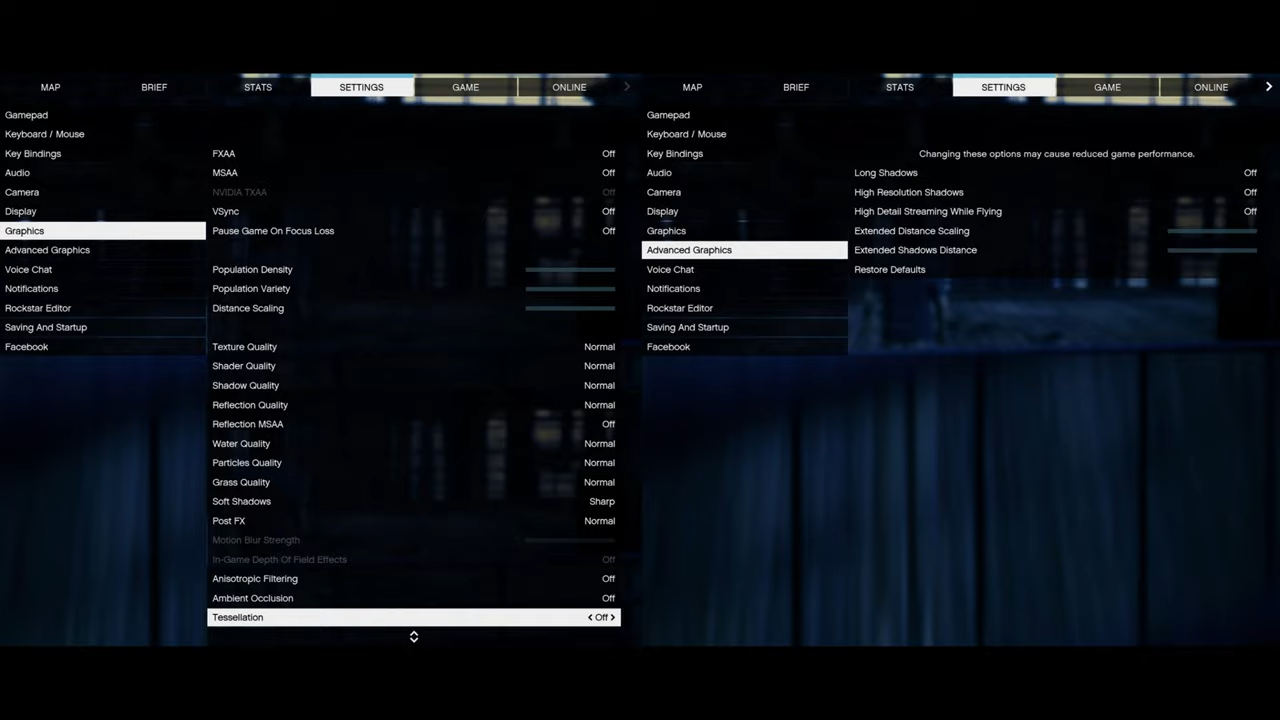 MAP BRIEF STATS SETTINGS GAME ONLINE
Gamepad
Keyboard / Mouse
Key Bindings FXAA Off
Audio MSAA Off
Camera NVIDIA TXAA Off
Display VSync Off
Graphics Pause Game On Focus Loss Off
Advanced Graphics
Voice Chat Population Density
Notifications Population Variety
Rockstar Editor Distance Scaling
Saving And Startup
Facebook Texture Quality Normal
Shader Quality Normal
Shadow Quality Normal
Reflection Quality Normal
Reflection MSAA Off
Water Quality Normal
Particles Quality Normal
Grass Quality Normal
Soft Shadows Sharp
Post FX Normal
Motion Blur Strength
In-Game Depth Of Field Effects Off
Anisotropic Filtering Off
Ambient Occlusion Off
Tessellation Off
MAP BRIEF STATS SETTINGS GAME ONLINE
Gamepad
Keyboard / Mouse
Key Bindings Changing these options may cause reduced game performance.
Audio Long Shadows Off
Camera High Resolution Shadows Off
Display High Detail Streaming While Flying Off
Graphics Extended Distance Scaling
Advanced Graphics Extended Shadows Distance
Voice Chat Restore Defaults
Notifications
Rockstar Editor
Saving And Startup
Facebook